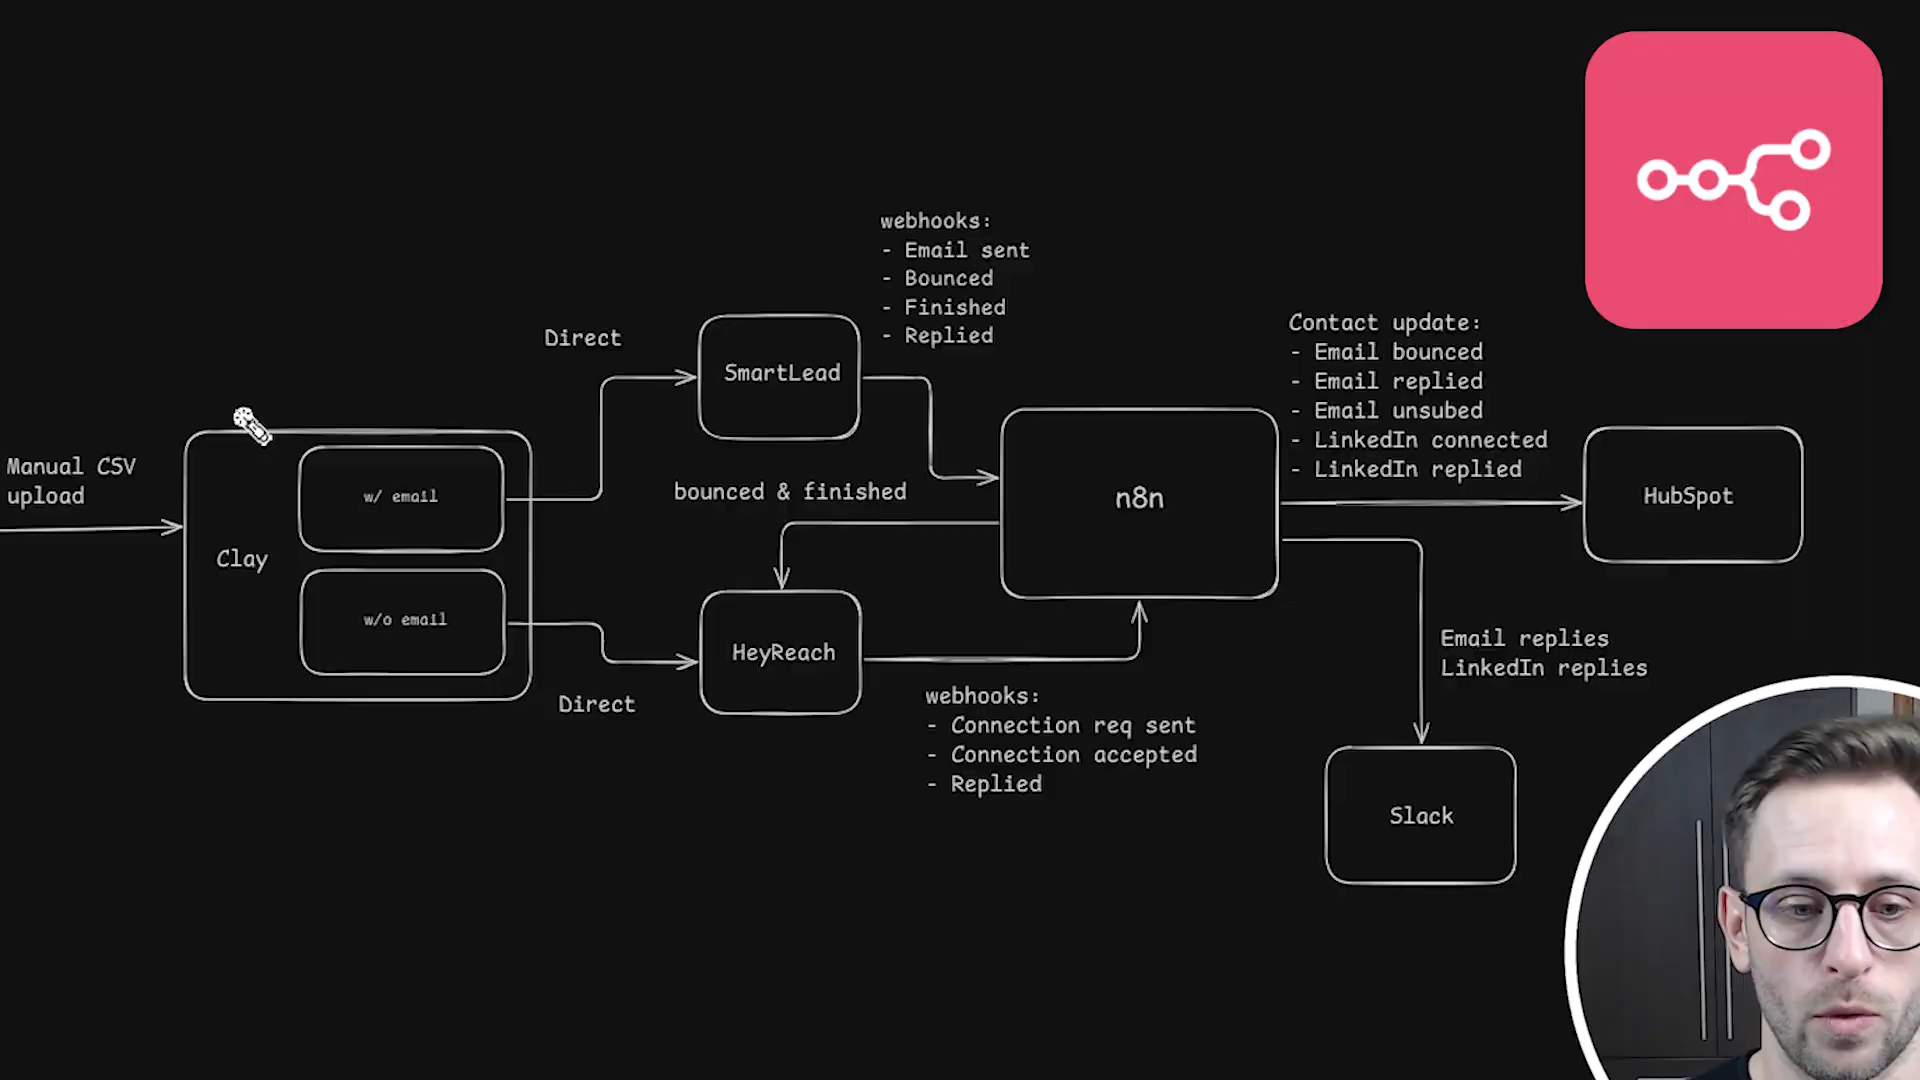 Manual CSV
upload
Clay
w/ email
w/o email
Direct
Direct
SmartLead
webhooks:
- Email sent
- Bounced
- Finished
- Replied
bounced & finished
HeyReach
webhooks:
- Connection req sent
- Connection accepted
- Replied
n8n
Contact update:
- Email bounced
- Email replied
- Email unsubed
- LinkedIn connected
- LinkedIn replied
HubSpot
Email replies
LinkedIn replies
Slack